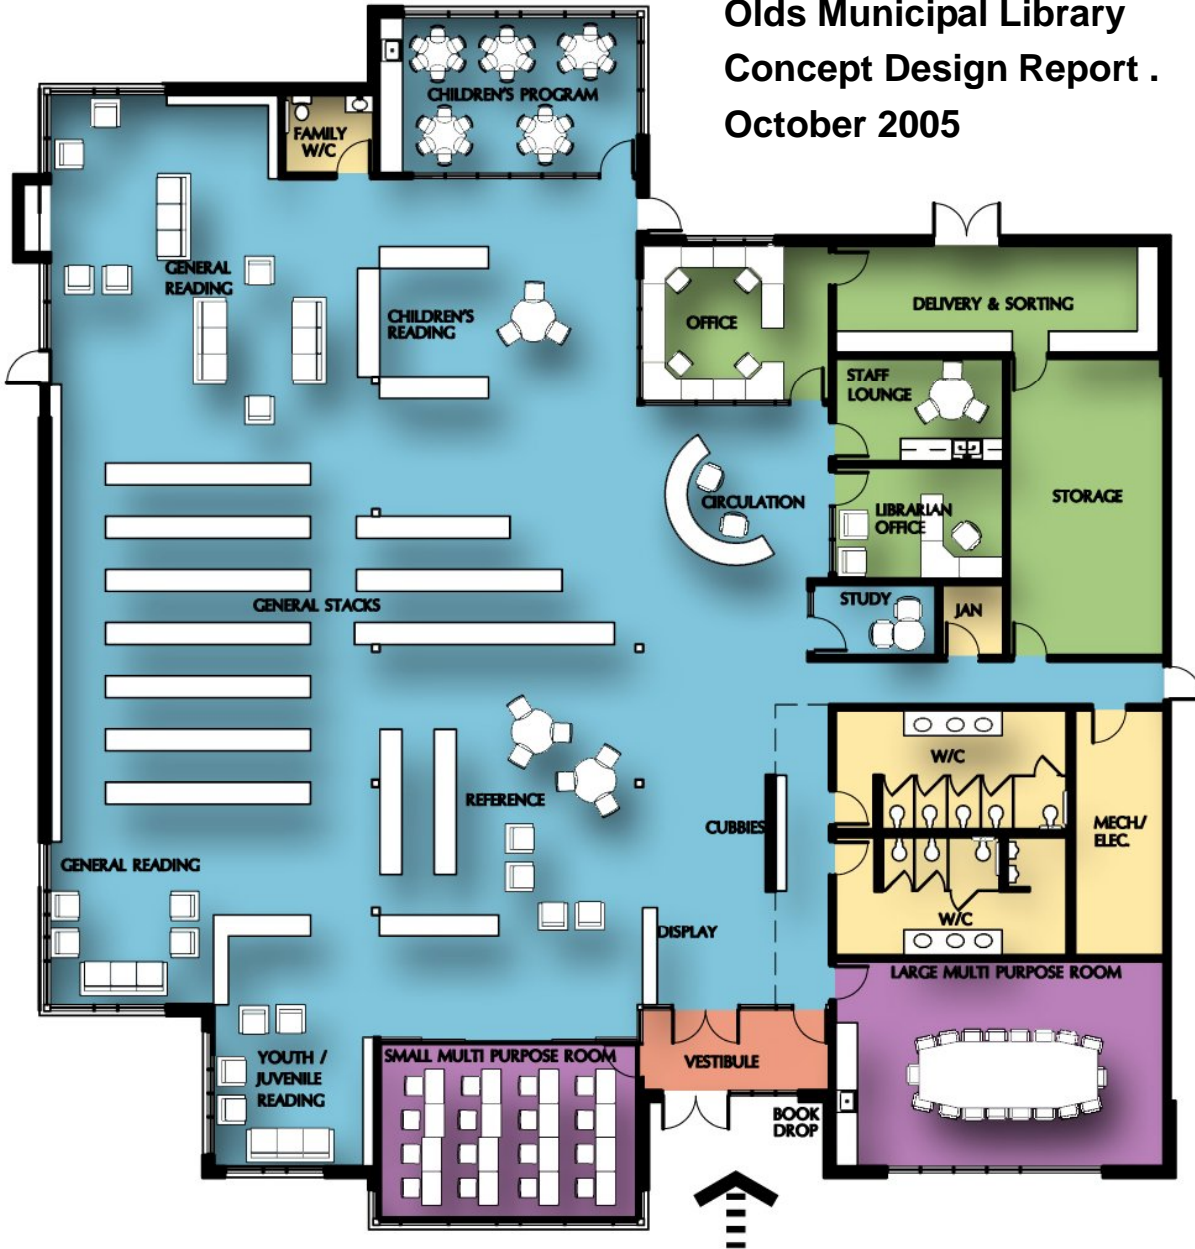 Olds Municipal Library
Concept Design Report .
October 2005
CHILDREN'S PROGRAM
FAMILY
W/C
GENERAL
READING
CHILDREN'S
READING
OFFICE
DELIVERY & SORTING
STAFF
LOUNGE
CIRCULATION
LIBRARIAN
OFFICE
STORAGE
GENERAL STACKS
STUDY
JAN
W/C
REFERENCE
CUBBIES
MECH./
ELEC.
GENERAL READING
W/C
DISPLAY
LARGE MULTI PURPOSE ROOM
YOUTH /
JUVENILE
READING
SMALL MULTI PURPOSE ROOM
VESTIBULE
BOOK
DROP